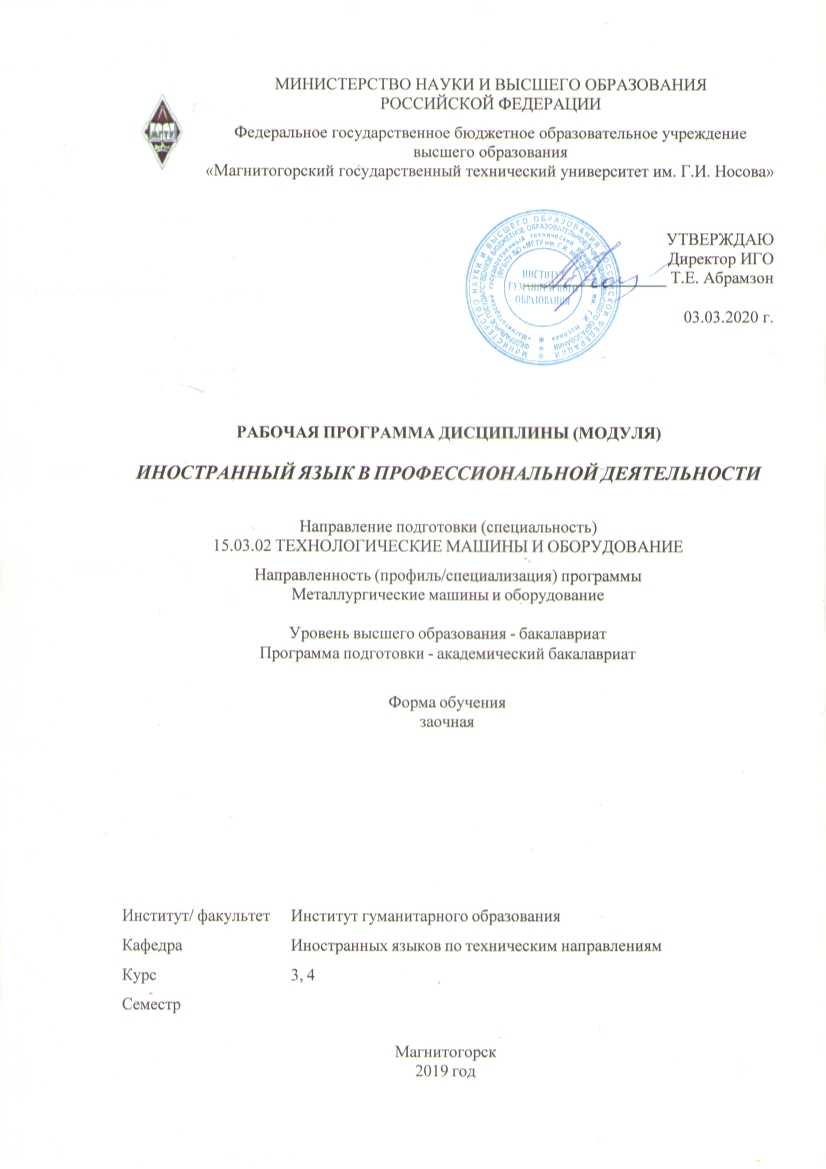 МИНИСТЕРСТВО НАУКИ И ВЫСШЕГО ОБРАЗОВАНИЯ
РОССИЙСКОЙ ФЕДЕРАЦИИ
Федеральное государственное бюджетное образовательное учреждение
высшего образования
«Магнитогорский государственный технический университет им. Г.И. Носова»
УТВЕРЖДАЮ
Директор ИГО
Т.Е. Абрамзон
03.03.2020 г.
ИНСТИТУТ
ГУМАНИТАРНОГО
ОБРАЗОВАНИЯ
РАБОЧАЯ ПРОГРАММА ДИСЦИПЛИНЫ (МОДУЛЯ)
ИНОСТРАННЫЙ ЯЗЫК В ПРОФЕССИОНАЛЬНОЙ ДЕЯТЕЛЬНОСТИ
Направление подготовки (специальность)
15.03.02 ТЕХНОЛОГИЧЕСКИЕ МАШИНЫ И ОБОРУДОВАНИЕ
Направленность (профиль/специализация) программы
Металлургические машины и оборудование
Уровень высшего образования - бакалавриат
Программа подготовки - академический бакалавриат
Форма обучения
заочная
Институт/ факультет Институт гуманитарного образования
Кафедра Иностранных языков по техническим направлениям
Курс 3, 4
Семестр
Магнитогорск
2019 год